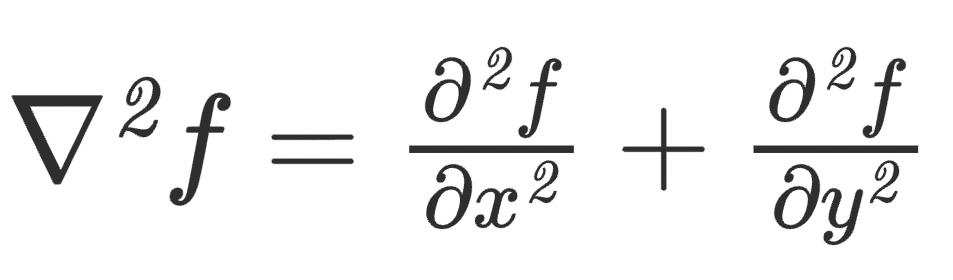 ∇²f = ∂²f/∂x² + ∂²f/∂y²